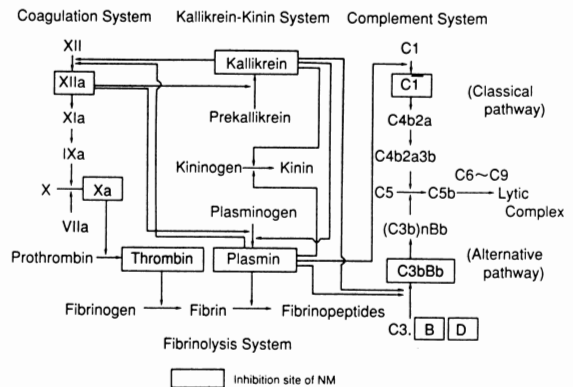 Coagulation System Kallikrein-Kinin System Complement System
XII Kallikrein C1
XIIa C1̅ (Classical pathway)
XIa Prekallikrein C4b2a
IXa C4b2a3b
Kininogen Kinin C6~C9
X Xa C5 C5b Lytic Complex
VIIa Plasminogen (C3b)nBb
Prothrombin Thrombin Plasmin C3bBb (Alternative pathway)
Fibrinogen Fibrin Fibrinopeptides
C3. B D
Fibrinolysis System
Inhibition site of NM